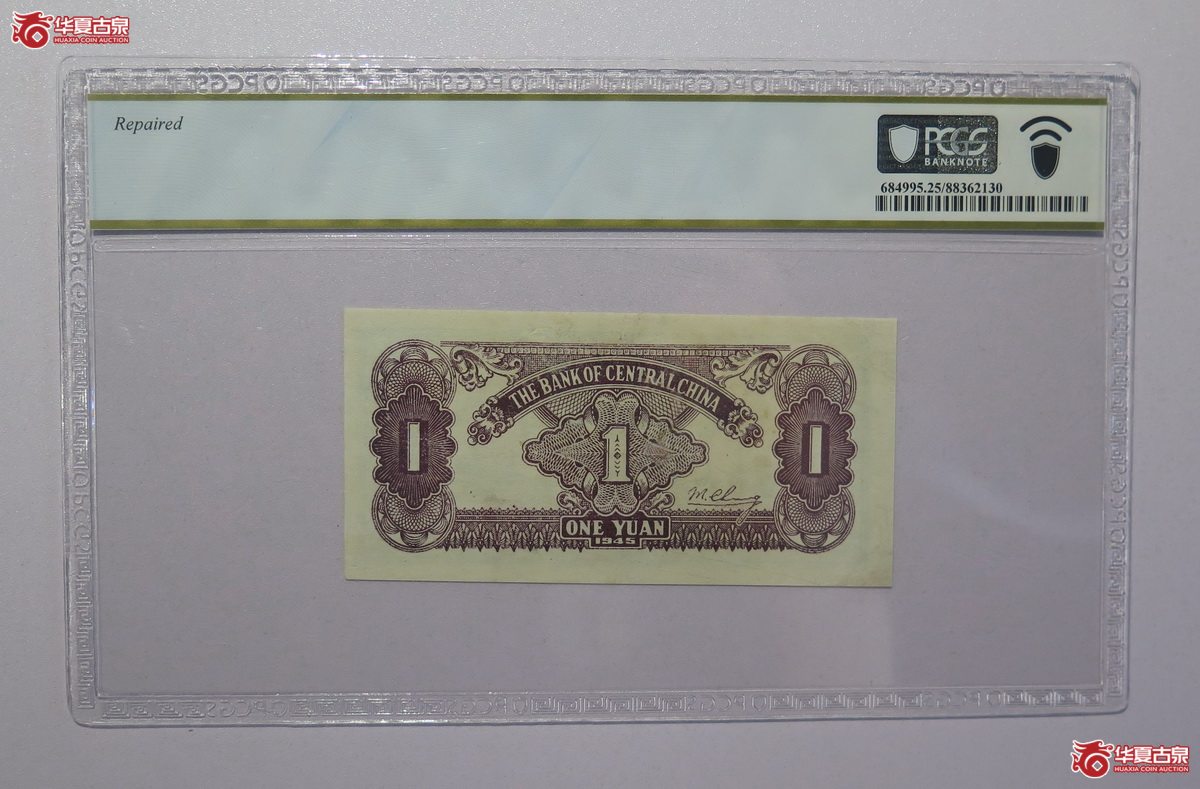 华夏古泉
HUAXIA COIN AUCTION
Repaired
PCGS
BANKNOTE
684995.25/88362130
THE BANK OF CENTRAL CHINA
1
1
1
M. Chung
ONE YUAN
1945
华夏古泉
HUAXIA COIN AUCTION